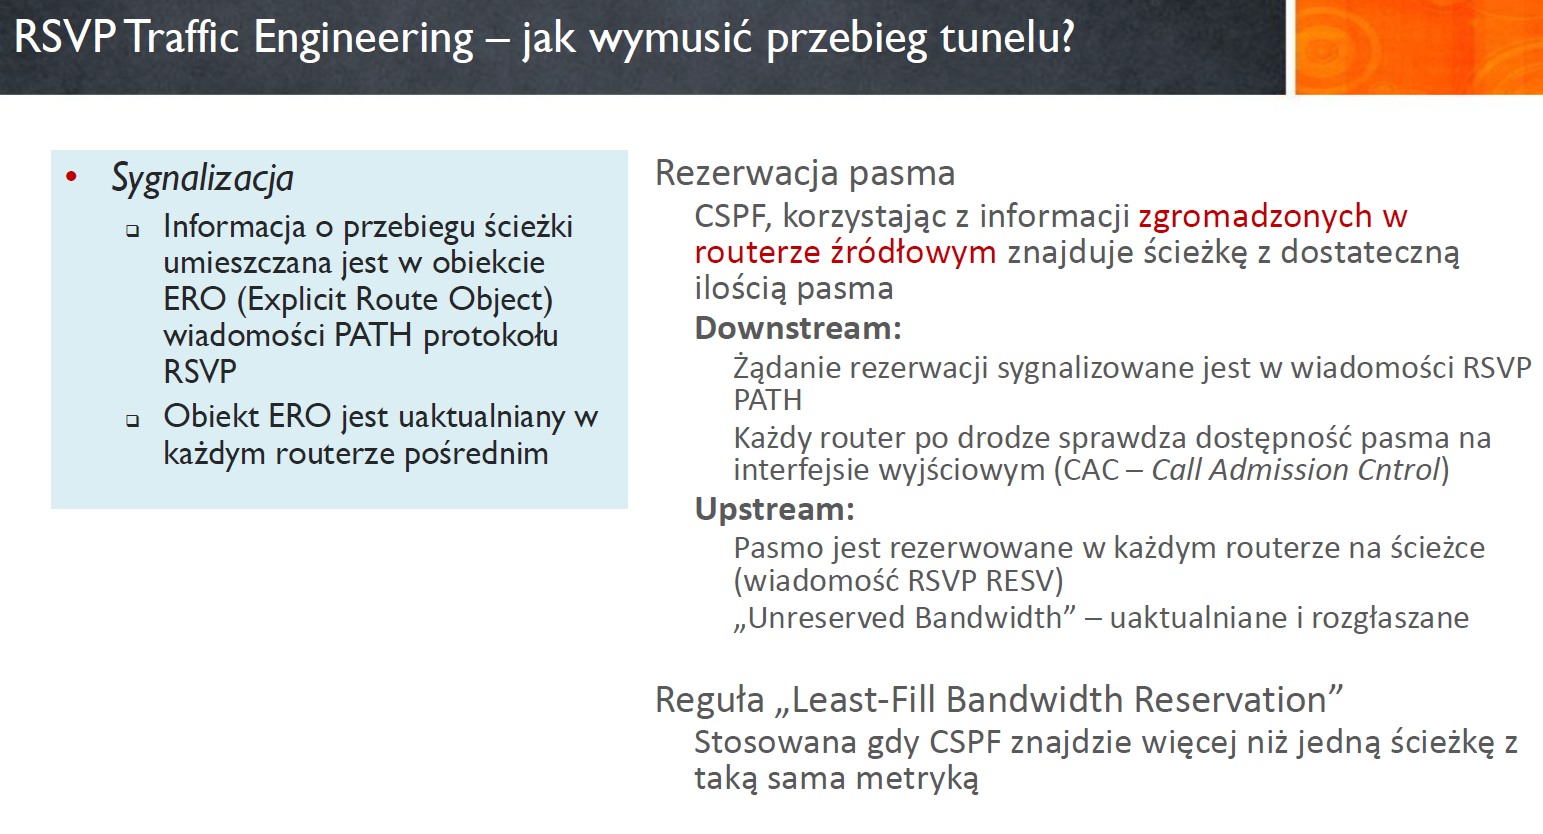 RSVP Traffic Engineering – jak wymusić przebieg tunelu?
• Sygnalizacja
❑ Informacja o przebiegu ścieżki
umieszczana jest w obiekcie
ERO (Explicit Route Object)
wiadomości PATH protokołu
RSVP
❑ Obiekt ERO jest uaktualniany w
każdym routerze pośrednim
Rezerwacja pasma
CSPF, korzystając z informacji zgromadzonych w
routerze źródłowym znajduje ścieżkę z dostateczną
ilością pasma
Downstream:
Żądanie rezerwacji sygnalizowane jest w wiadomości RSVP
PATH
Każdy router po drodze sprawdza dostępność pasma na
interfejsie wyjściowym (CAC – Call Admission Cntrol)
Upstream:
Pasmo jest rezerwowane w każdym routerze na ścieżce
(wiadomość RSVP RESV)
„Unreserved Bandwidth” – uaktualniane i rozgłaszane
Reguła „Least-Fill Bandwidth Reservation”
Stosowana gdy CSPF znajdzie więcej niż jedną ścieżkę z
taką sama metryką